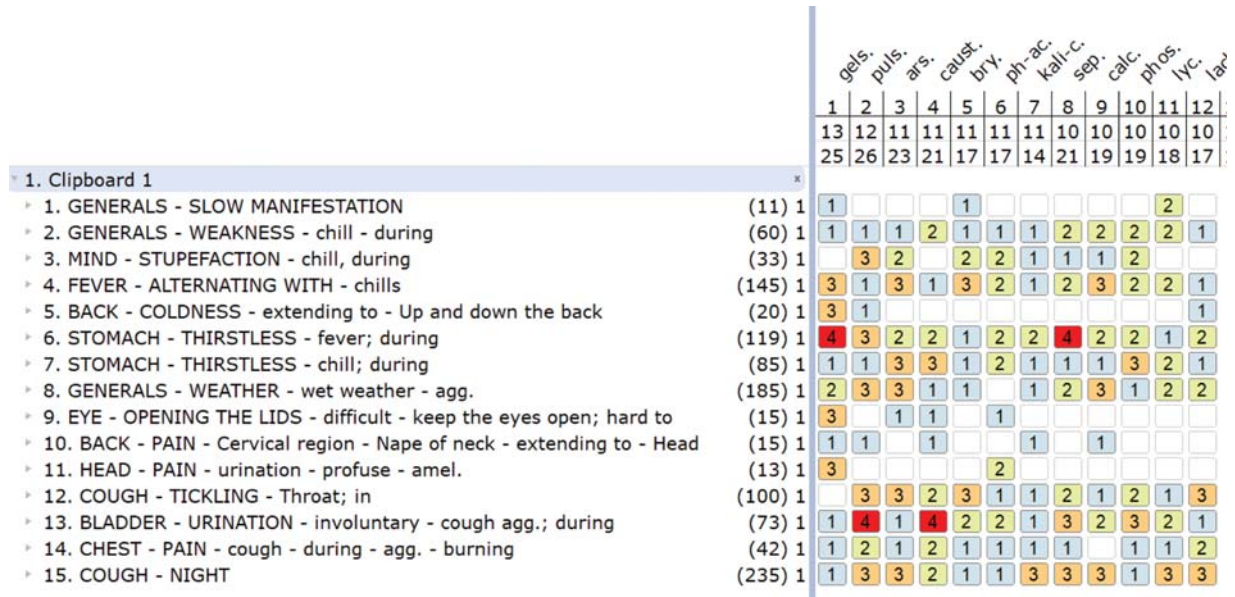 gels. puls. ars. caust. bry. ph-ac. kali-c. sep. calc. phos. lyc.
1 2 3 4 5 6 7 8 9 10 11 12
13 12 11 11 11 11 11 10 10 10 10 10
25 26 23 21 17 17 14 21 19 19 18 17
1. Clipboard 1 x
1. GENERALS - SLOW MANIFESTATION (11) 1 1 1 2
2. GENERALS - WEAKNESS - chill - during (60) 1 1 1 1 2 1 1 1 2 2 2 2 1
3. MIND - STUPEFACTION - chill, during (33) 1 3 2 2 2 1 1 1 2
4. FEVER - ALTERNATING WITH - chills (145) 1 3 1 3 1 3 2 1 2 3 2 2 1
5. BACK - COLDNESS - extending to - Up and down the back (20) 1 3 1 1
6. STOMACH - THIRSTLESS - fever; during (119) 1 4 3 2 2 1 2 2 4 2 2 1 2
7. STOMACH - THIRSTLESS - chill; during (85) 1 1 1 3 3 1 2 1 1 1 3 2 1
8. GENERALS - WEATHER - wet weather - agg. (185) 1 2 3 3 1 1 1 2 3 1 2 2
9. EYE - OPENING THE LIDS - difficult - keep the eyes open; hard to (15) 1 3 1 1 1
10. BACK - PAIN - Cervical region - Nape of neck - extending to - Head (15) 1 1 1 1 1 1
11. HEAD - PAIN - urination - profuse - amel. (13) 1 3 2
12. COUGH - TICKLING - Throat; in (100) 1 3 3 2 3 1 1 2 1 2 1 3
13. BLADDER - URINATION - involuntary - cough agg.; during (73) 1 1 4 1 4 2 2 1 3 2 3 2 1
14. CHEST - PAIN - cough - during - agg. - burning (42) 1 1 2 1 2 1 1 1 1 1 1 2
15. COUGH - NIGHT (235) 1 1 3 3 2 1 1 3 3 3 1 3 3